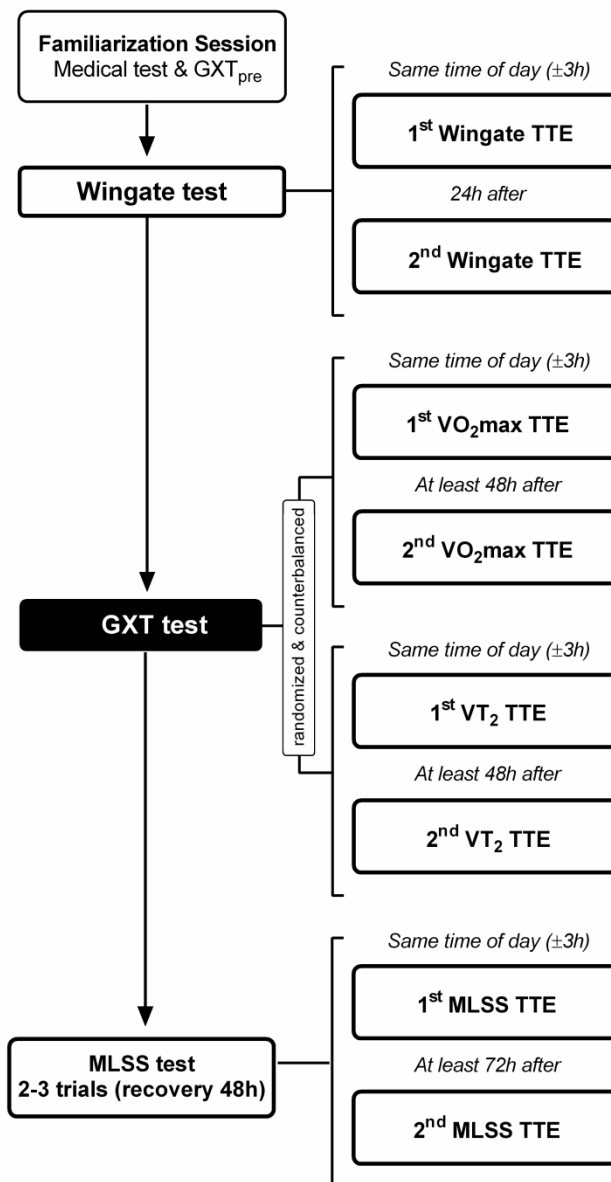 Familiarization Session
Medical test & GXTpre
Same time of day (±3h)
1st Wingate TTE
Wingate test
24h after
2nd Wingate TTE
Same time of day (±3h)
1st VO2max TTE
At least 48h after
2nd VO2max TTE
randomized & counterbalanced
GXT test
Same time of day (±3h)
1st VT2 TTE
At least 48h after
2nd VT2 TTE
Same time of day (±3h)
1st MLSS TTE
MLSS test
2-3 trials (recovery 48h)
At least 72h after
2nd MLSS TTE